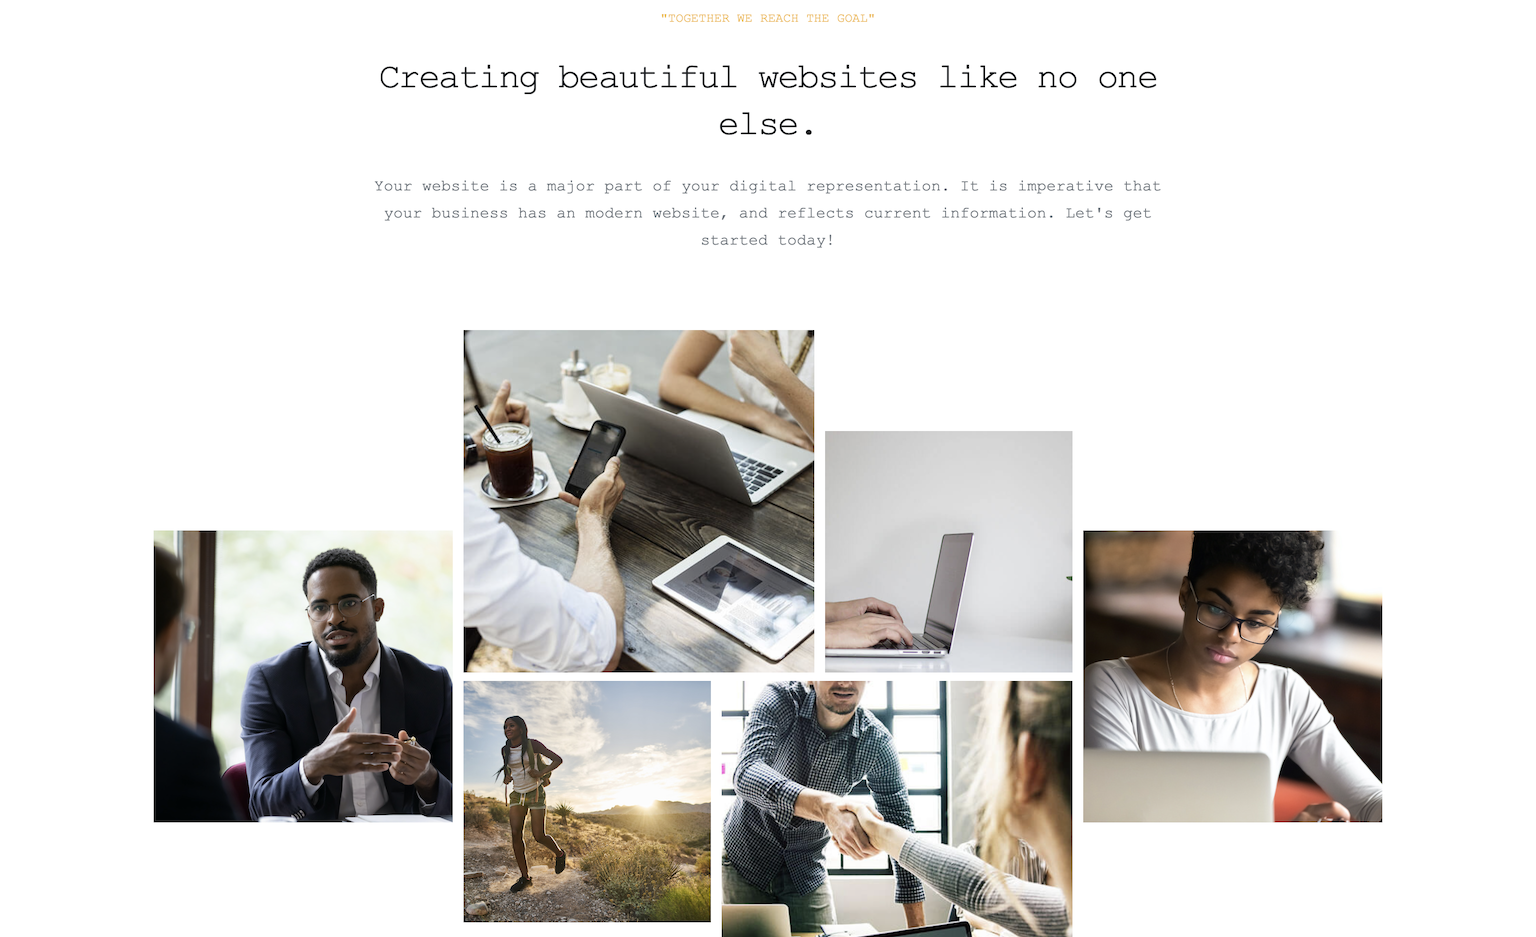 "TOGETHER WE REACH THE GOAL"
Creating beautiful websites like no one
else.
Your website is a major part of your digital representation. It is imperative that
your business has an modern website, and reflects current information. Let's get
started today!